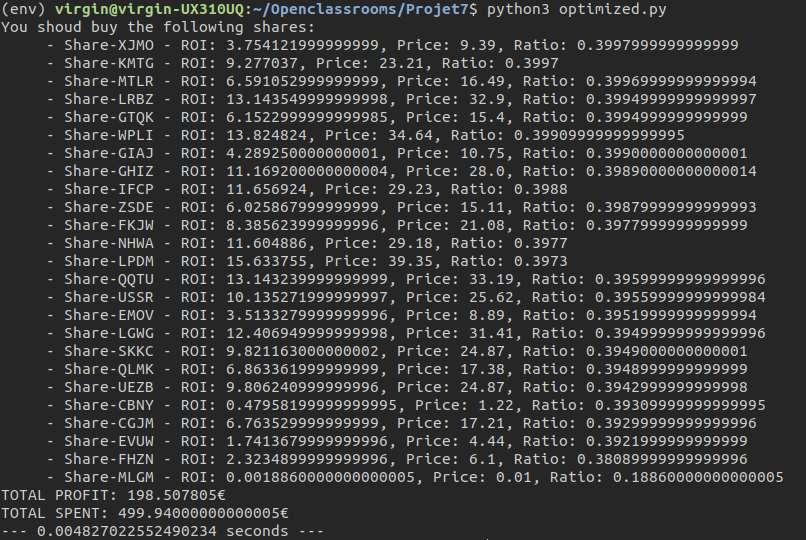 (env) virgin@virgin-UX310UQ:~/Openclassrooms/Projet7$ python3 optimized.py
You shoud buy the following shares:
- Share-XJMO - ROI: 3.754121999999999, Price: 9.39, Ratio: 0.3997999999999999
- Share-KMTG - ROI: 9.277037, Price: 23.21, Ratio: 0.3997
- Share-MTLR - ROI: 6.591052999999999, Price: 16.49, Ratio: 0.39969999999999994
- Share-LRBZ - ROI: 13.143549999999998, Price: 32.9, Ratio: 0.39949999999999997
- Share-GTQK - ROI: 6.1522999999999985, Price: 15.4, Ratio: 0.3994999999999999
- Share-WPLI - ROI: 13.824824, Price: 34.64, Ratio: 0.39909999999999995
- Share-GIAJ - ROI: 4.289250000000001, Price: 10.75, Ratio: 0.3990000000000001
- Share-GHIZ - ROI: 11.169200000000004, Price: 28.0, Ratio: 0.39890000000000014
- Share-IFCP - ROI: 11.656924, Price: 29.23, Ratio: 0.3988
- Share-ZSDE - ROI: 6.025867999999999, Price: 15.11, Ratio: 0.39879999999999993
- Share-FKJW - ROI: 8.385623999999996, Price: 21.08, Ratio: 0.3977999999999999
- Share-NHWA - ROI: 11.604886, Price: 29.18, Ratio: 0.3977
- Share-LPDM - ROI: 15.633755, Price: 39.35, Ratio: 0.3973
- Share-QQTU - ROI: 13.143239999999999, Price: 33.19, Ratio: 0.39599999999999996
- Share-USSR - ROI: 10.135271999999997, Price: 25.62, Ratio: 0.39559999999999984
- Share-EMOV - ROI: 3.5133279999999996, Price: 8.89, Ratio: 0.39519999999999994
- Share-LGWG - ROI: 12.406949999999998, Price: 31.41, Ratio: 0.39499999999999996
- Share-SKKC - ROI: 9.821163000000002, Price: 24.87, Ratio: 0.3949000000000001
- Share-QLMK - ROI: 6.863361999999999, Price: 17.38, Ratio: 0.3948999999999999
- Share-UEZB - ROI: 9.806240999999996, Price: 24.87, Ratio: 0.3942999999999998
- Share-CBNY - ROI: 0.47958199999999995, Price: 1.22, Ratio: 0.39309999999999995
- Share-CGJM - ROI: 6.763529999999999, Price: 17.21, Ratio: 0.39299999999999996
- Share-EVUW - ROI: 1.7413679999999996, Price: 4.44, Ratio: 0.3921999999999999
- Share-FHZN - ROI: 2.3234899999999996, Price: 6.1, Ratio: 0.38089999999999996
- Share-MLGM - ROI: 0.0018860000000000005, Price: 0.01, Ratio: 0.18860000000000005
TOTAL PROFIT: 198.507805€
TOTAL SPENT: 499.94000000000005€
--- 0.004827022552490234 seconds ---